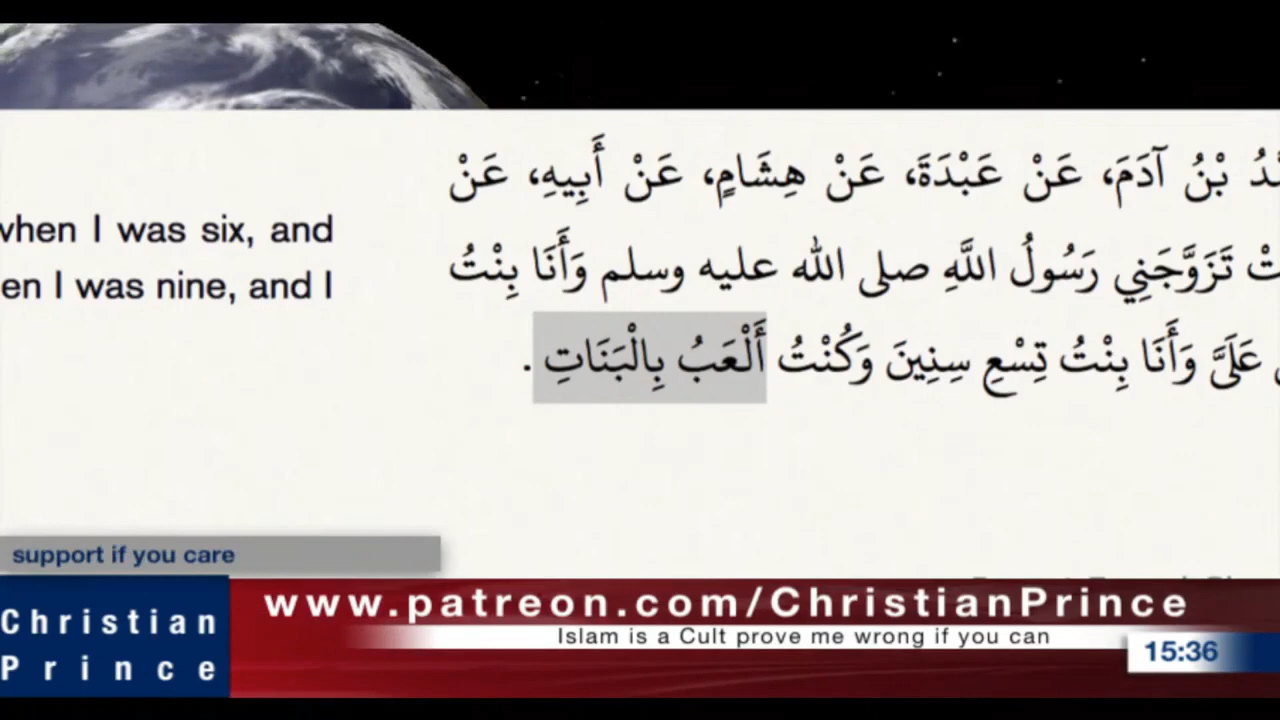 when I was six, and
en I was nine, and I
بْنُ آدَمَ، عَنْ عَبْدَةَ، عَنْ هِشَامٍ، عَنْ أَبِيهِ، عَنْ
تَزَوَّجَنِي رَسُولُ اللَّهِ صلى الله عليه وسلم وَأَنَا بِنْتُ
عَلَىَّ وَأَنَا بِنْتُ تِسْعِ سِنِينَ وَكُنْتُ أَلْعَبُ بِالْبَنَاتِ .
support if you care
Christian
Prince
www.patreon.com/ChristianPrince
Islam is a Cult prove me wrong if you can
15:36